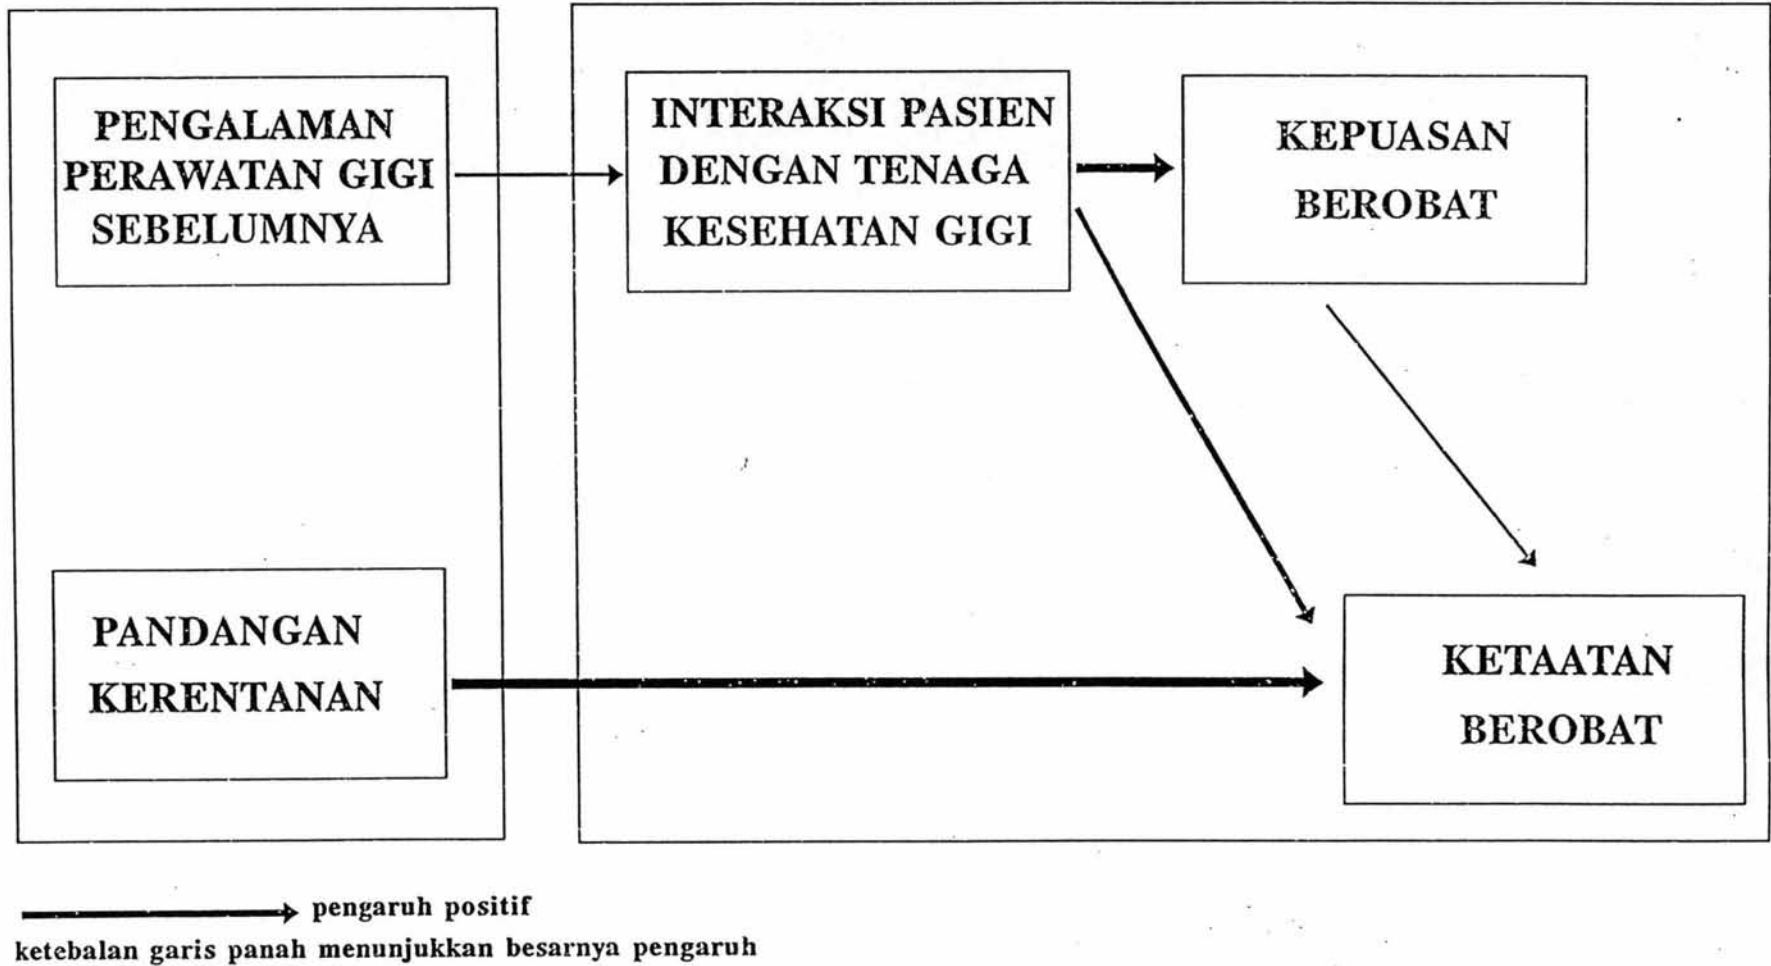 PENGALAMAN
PERAWATAN GIGI
SEBELUMNYA
INTERAKSI PASIEN
DENGAN TENAGA
KESEHATAN GIGI
KEPUASAN
BEROBAT
PANDANGAN
KERENTANAN
KETAATAN
BEROBAT
pengaruh positif
ketebalan garis panah menunjukkan besarnya pengaruh